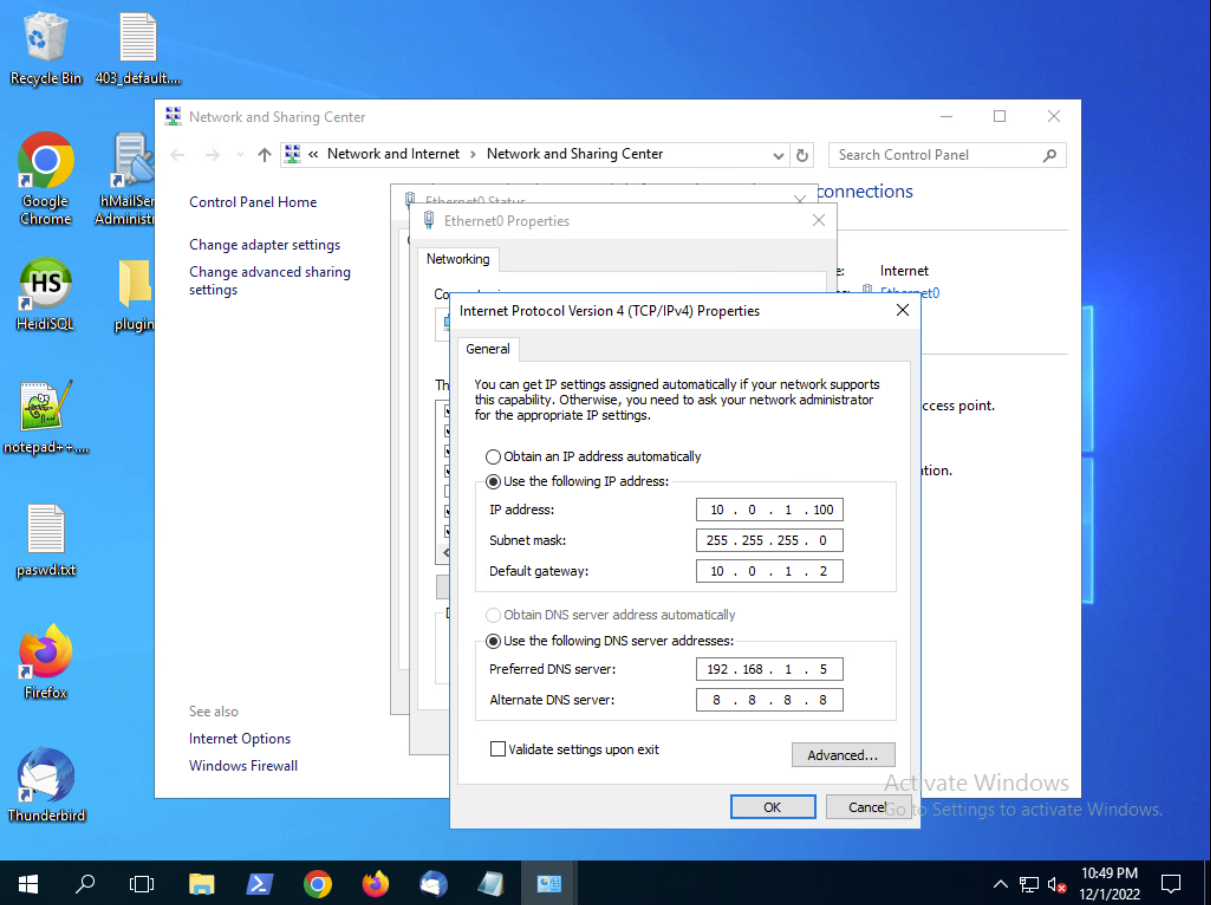 Recycle Bin
403_default....
Google
Chrome
hMailSer
Administr
HeidiSQL
plugin
notepad++....
paswd.txt
Firefox
Thunderbird
Network and Sharing Center
« Network and Internet › Network and Sharing Center
Search Control Panel
Control Panel Home
Change adapter settings
Change advanced sharing
settings
See also
Internet Options
Windows Firewall
connections
Internet
Ethernet0
ccess point.
tion.
Ethernet0 Status
Ethernet0 Properties
Networking
Internet Protocol Version 4 (TCP/IPv4) Properties
General
You can get IP settings assigned automatically if your network supports
this capability. Otherwise, you need to ask your network administrator
for the appropriate IP settings.
Obtain an IP address automatically
Use the following IP address:
IP address: 10 . 0 . 1 . 100
Subnet mask: 255 . 255 . 255 . 0
Default gateway: 10 . 0 . 1 . 2
Obtain DNS server address automatically
Use the following DNS server addresses:
Preferred DNS server: 192 . 168 . 1 . 5
Alternate DNS server: 8 . 8 . 8 . 8
Validate settings upon exit
Advanced...
OK
Cancel
Activate Windows
Go to Settings to activate Windows.
10:49 PM
12/1/2022